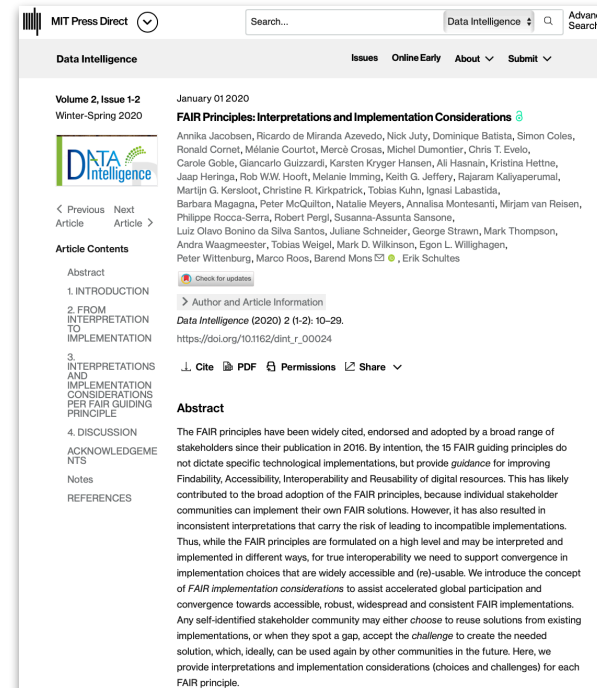 MIT Press Direct
Search...
Data Intelligence
Advanc
Search
Data Intelligence
Issues Online Early About Submit
Volume 2, Issue 1-2
Winter-Spring 2020
DATA
Intelligence
Previous Article
Next Article
Article Contents
Abstract
1. INTRODUCTION
2. FROM
INTERPRETATION
TO
IMPLEMENTATION
3.
INTERPRETATIONS
AND
IMPLEMENTATION
CONSIDERATIONS
PER FAIR GUIDING
PRINCIPLE
4. DISCUSSION
ACKNOWLEDGEME
NTS
Notes
REFERENCES
January 01 2020
FAIR Principles: Interpretations and Implementation Considerations
Annika Jacobsen, Ricardo de Miranda Azevedo, Nick Juty, Dominique Batista, Simon Coles,
Ronald Cornet, Mélanie Courtot, Mercè Crosas, Michel Dumontier, Chris T. Evelo,
Carole Goble, Giancarlo Guizzardi, Karsten Kryger Hansen, Ali Hasnain, Kristina Hettne,
Jaap Heringa, Rob W.W. Hooft, Melanie Imming, Keith G. Jeffery, Rajaram Kaliyaperumal,
Martijn G. Kersloot, Christine R. Kirkpatrick, Tobias Kuhn, Ignasi Labastida,
Barbara Magagna, Peter McQuilton, Natalie Meyers, Annalisa Montesanti, Mirjam van Reisen,
Philippe Rocca-Serra, Robert Pergl, Susanna-Assunta Sansone,
Luiz Olavo Bonino da Silva Santos, Juliane Schneider, George Strawn, Mark Thompson,
Andra Waagmeester, Tobias Weigel, Mark D. Wilkinson, Egon L. Willighagen,
Peter Wittenburg, Marco Roos, Barend Mons, Erik Schultes
Check for updates
Author and Article Information
Data Intelligence (2020) 2 (1-2): 10–29.
https://doi.org/10.1162/dint_r_00024
Cite PDF Permissions Share
Abstract
The FAIR principles have been widely cited, endorsed and adopted by a broad range of
stakeholders since their publication in 2016. By intention, the 15 FAIR guiding principles do
not dictate specific technological implementations, but provide guidance for improving
Findability, Accessibility, Interoperability and Reusability of digital resources. This has likely
contributed to the broad adoption of the FAIR principles, because individual stakeholder
communities can implement their own FAIR solutions. However, it has also resulted in
inconsistent interpretations that carry the risk of leading to incompatible implementations.
Thus, while the FAIR principles are formulated on a high level and may be interpreted and
implemented in different ways, for true interoperability we need to support convergence in
implementation choices that are widely accessible and (re)-usable. We introduce the concept
of FAIR implementation considerations to assist accelerated global participation and
convergence towards accessible, robust, widespread and consistent FAIR implementations.
Any self-identified stakeholder community may either choose to reuse solutions from existing
implementations, or when they spot a gap, accept the challenge to create the needed
solution, which, ideally, can be used again by other communities in the future. Here, we
provide interpretations and implementation considerations (choices and challenges) for each
FAIR principle.